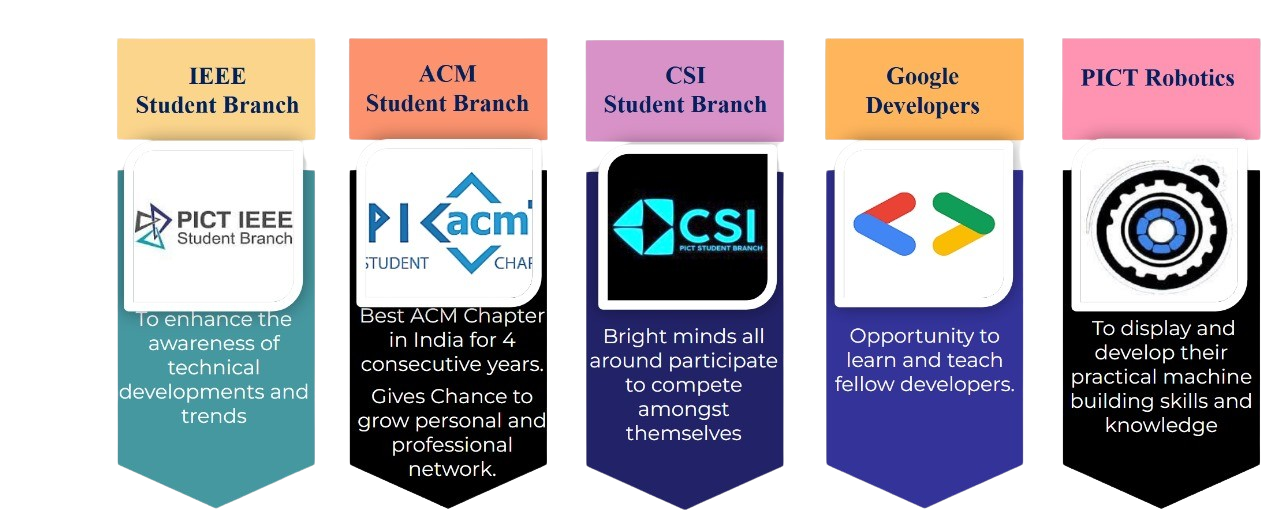 IEEE
Student Branch
PICT IEEE
Student Branch
To enhance the
awareness of
technical
developments and
trends
ACM
Student Branch
PICacm
STUDENT CHAP
Best ACM Chapter
in India for 4
consecutive years.
Gives Chance to
grow personal and
professional
network.
CSI
Student Branch
CSI
PICT STUDENT BRANCH
Bright minds all
around participate
to compete
amongst
themselves
Google
Developers
Opportunity to
learn and teach
fellow developers.
PICT Robotics
To display and
develop their
practical machine
building skills and
knowledge